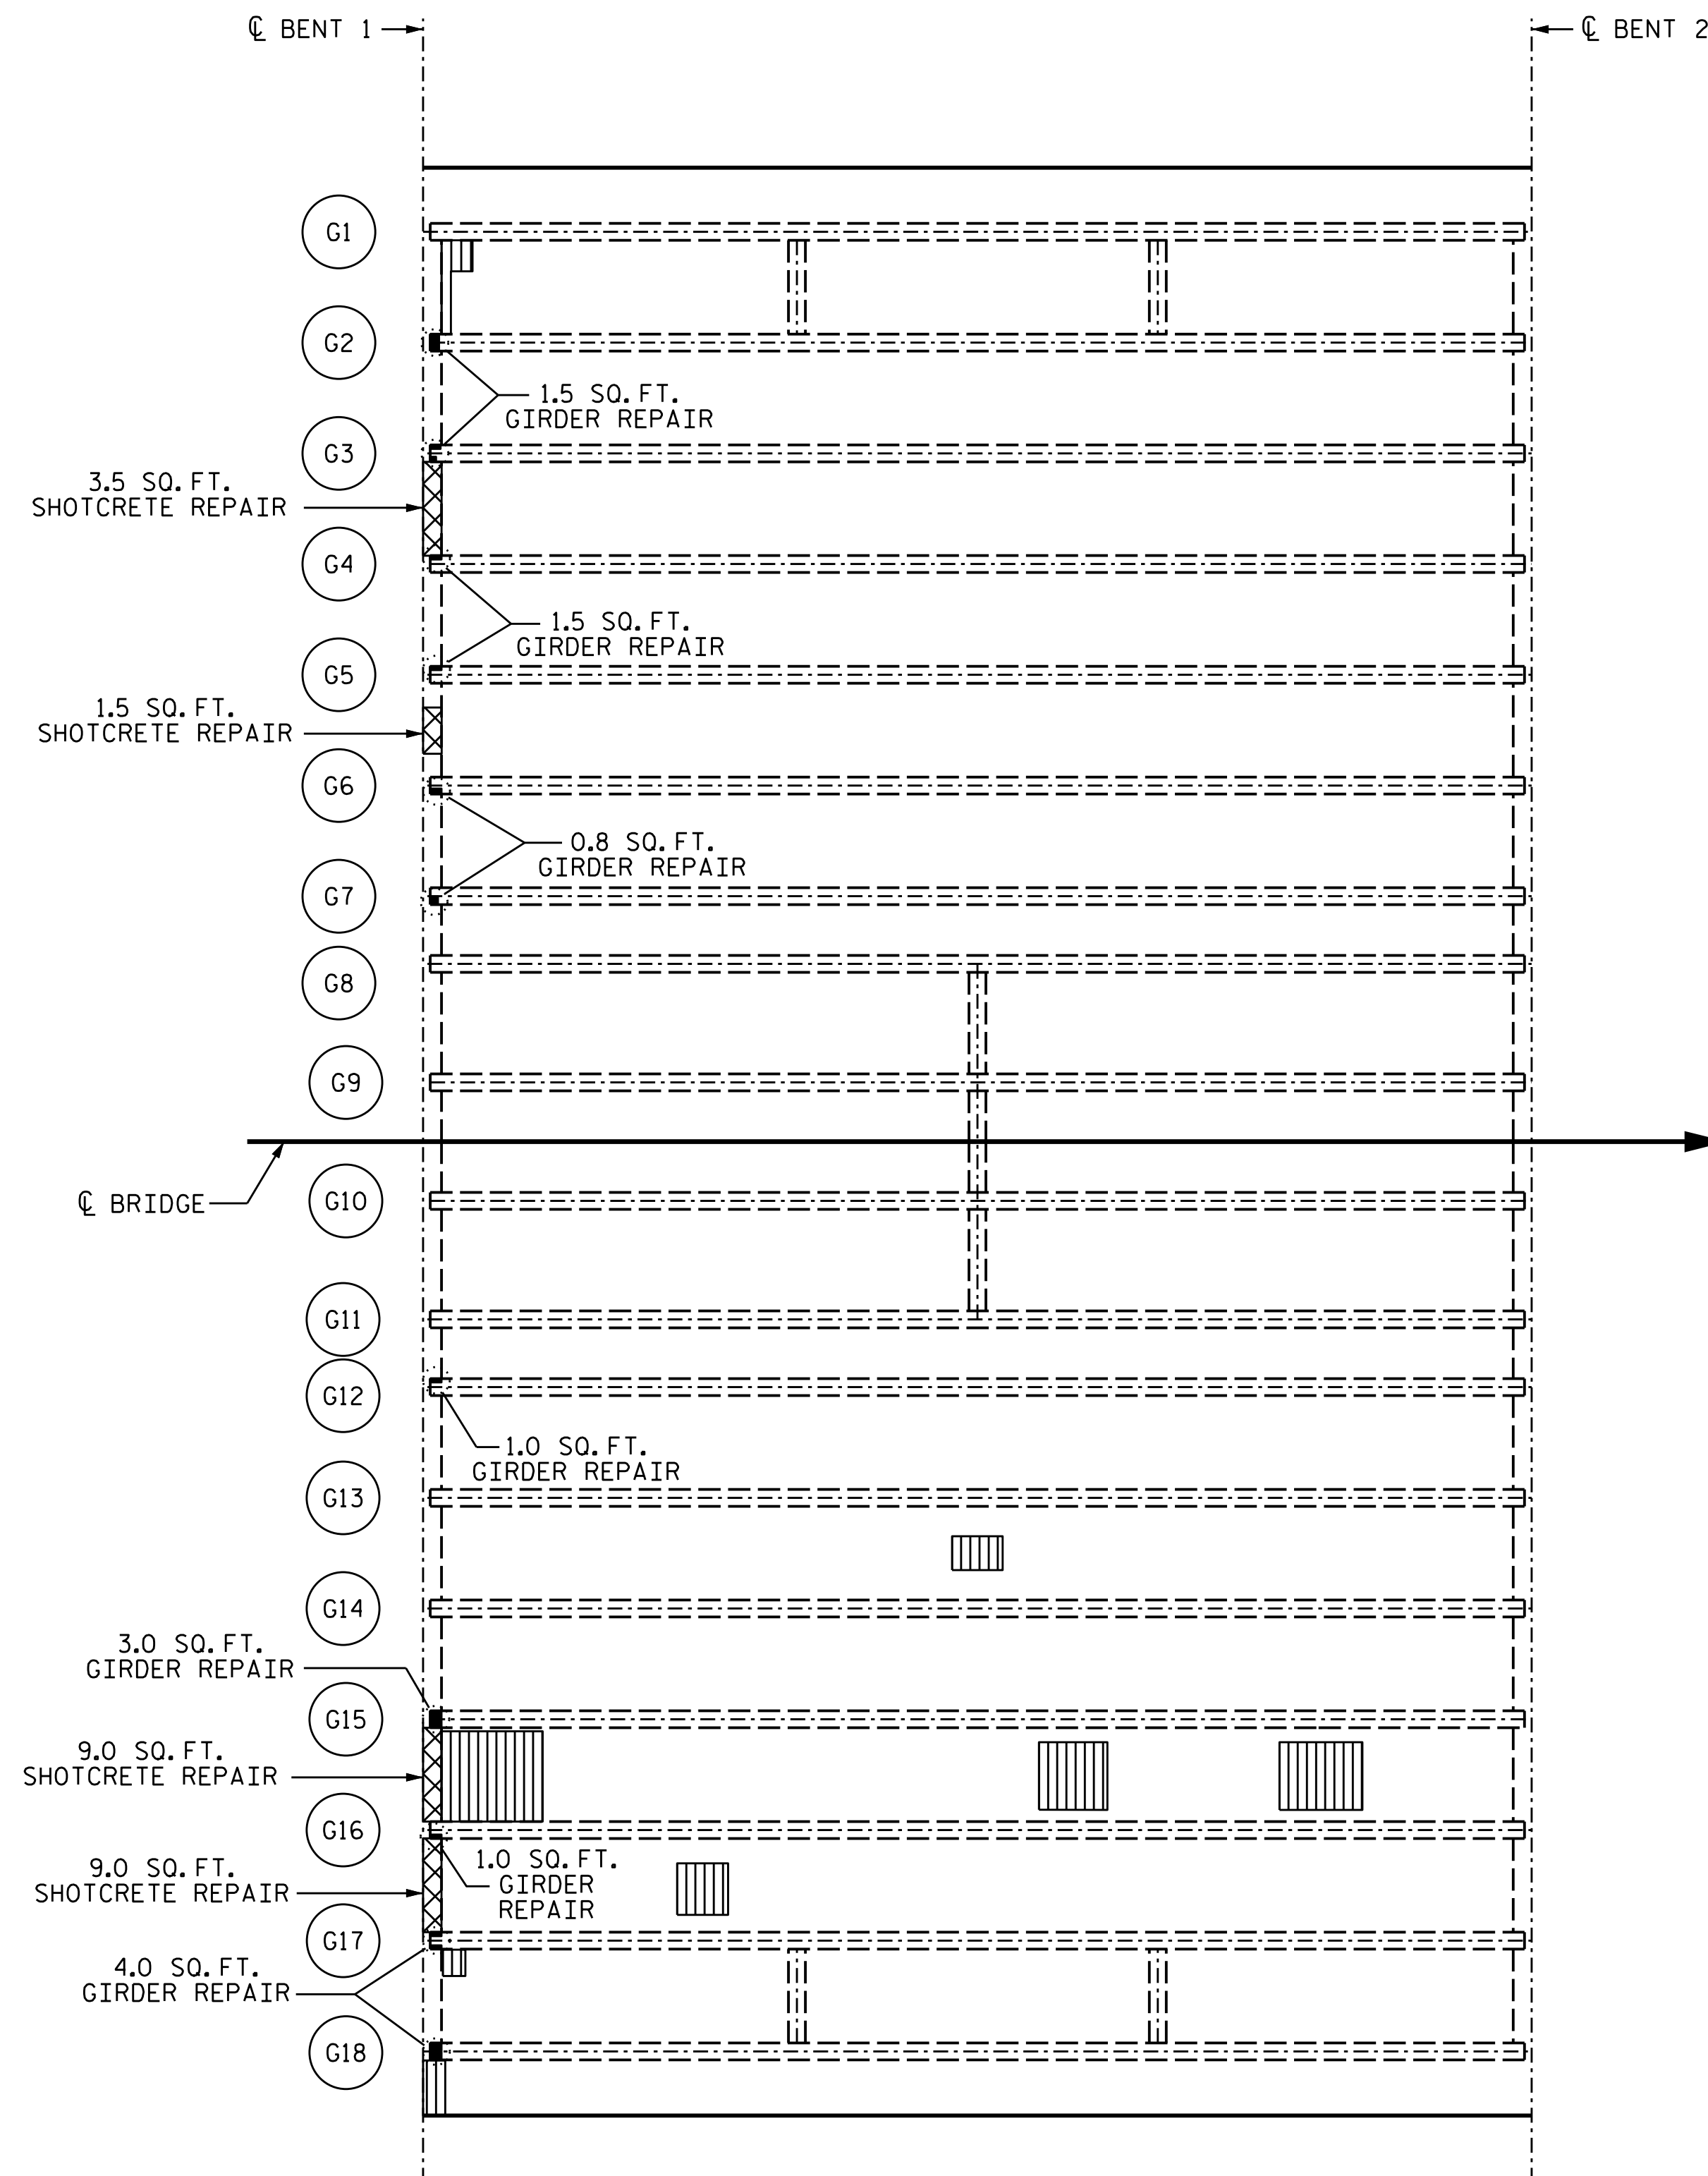 ℄ BENT 1
℄ BENT 2
G1
G2
1.5 SQ.FT.
GIRDER REPAIR
G3
3.5 SQ.FT.
SHOTCRETE REPAIR
G4
1.5 SQ.FT.
GIRDER REPAIR
G5
1.5 SQ.FT.
SHOTCRETE REPAIR
G6
0.8 SQ.FT.
GIRDER REPAIR
G7
G8
G9
℄ BRIDGE
G10
G11
G12
1.0 SQ.FT.
GIRDER REPAIR
G13
G14
3.0 SQ.FT.
GIRDER REPAIR
G15
9.0 SQ.FT.
SHOTCRETE REPAIR
G16
1.0 SQ.FT.
GIRDER
REPAIR
9.0 SQ.FT.
SHOTCRETE REPAIR
G17
4.0 SQ.FT.
GIRDER REPAIR
G18